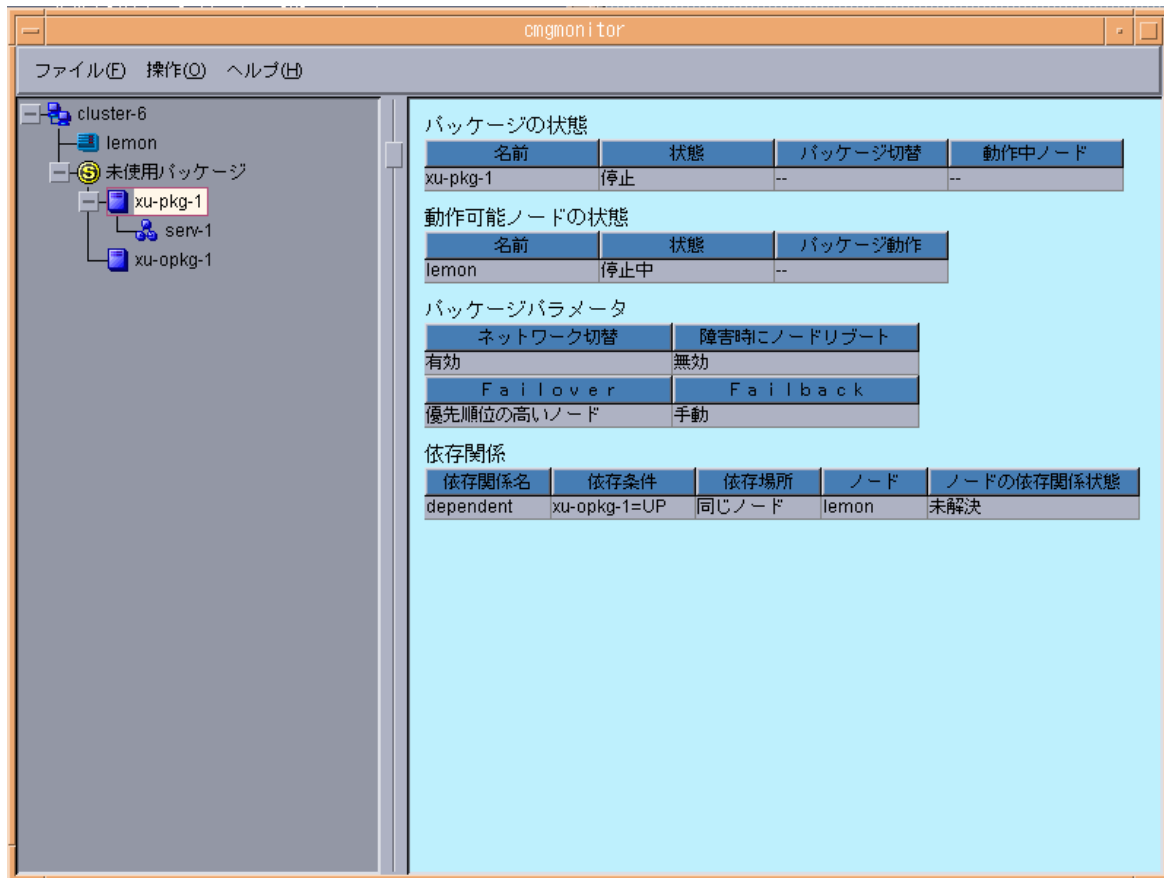 cmgmonitor
ファイル(F) 操作(O) ヘルプ(H)
cluster-6
lemon
未使用パッケージ
xu-pkg-1
serv-1
xu-opkg-1
パッケージの状態
名前 状態 パッケージ切替 動作中ノード
xu-pkg-1 停止 -- --
動作可能ノードの状態
名前 状態 パッケージ動作
lemon 停止中 --
パッケージパラメータ
ネットワーク切替 障害時にノードリブート
有効 無効
Ｆａｉｌｏｖｅｒ Ｆａｉｌｂａｃｋ
優先順位の高いノード 手動
依存関係
依存関係名 依存条件 依存場所 ノード ノードの依存関係状態
dependent xu-opkg-1=UP 同じノード lemon 未解決